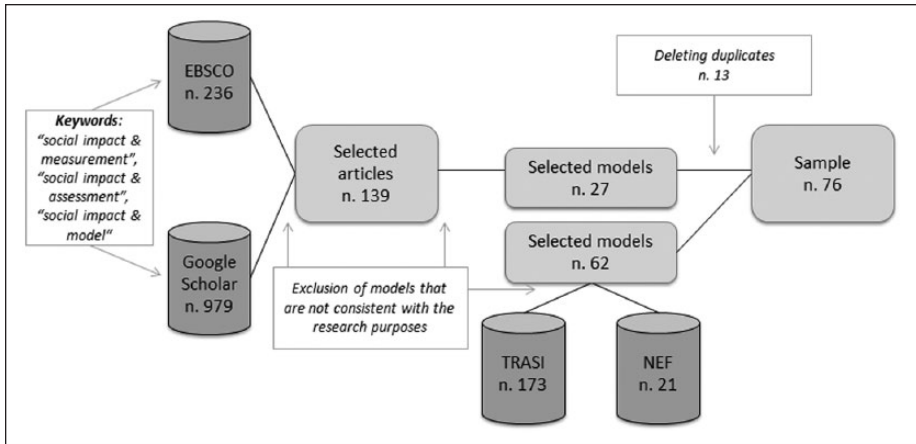 EBSCO
n. 236
Keywords:
“social impact &
measurement”,
“social impact &
assessment”,
“social impact &
model“
Google
Scholar
n. 979
Selected
articles
n. 139
Exclusion of models that
are not consistent with the
research purposes
Selected models
n. 27
Selected models
n. 62
TRASI
n. 173
NEF
n. 21
Deleting duplicates
n. 13
Sample
n. 76